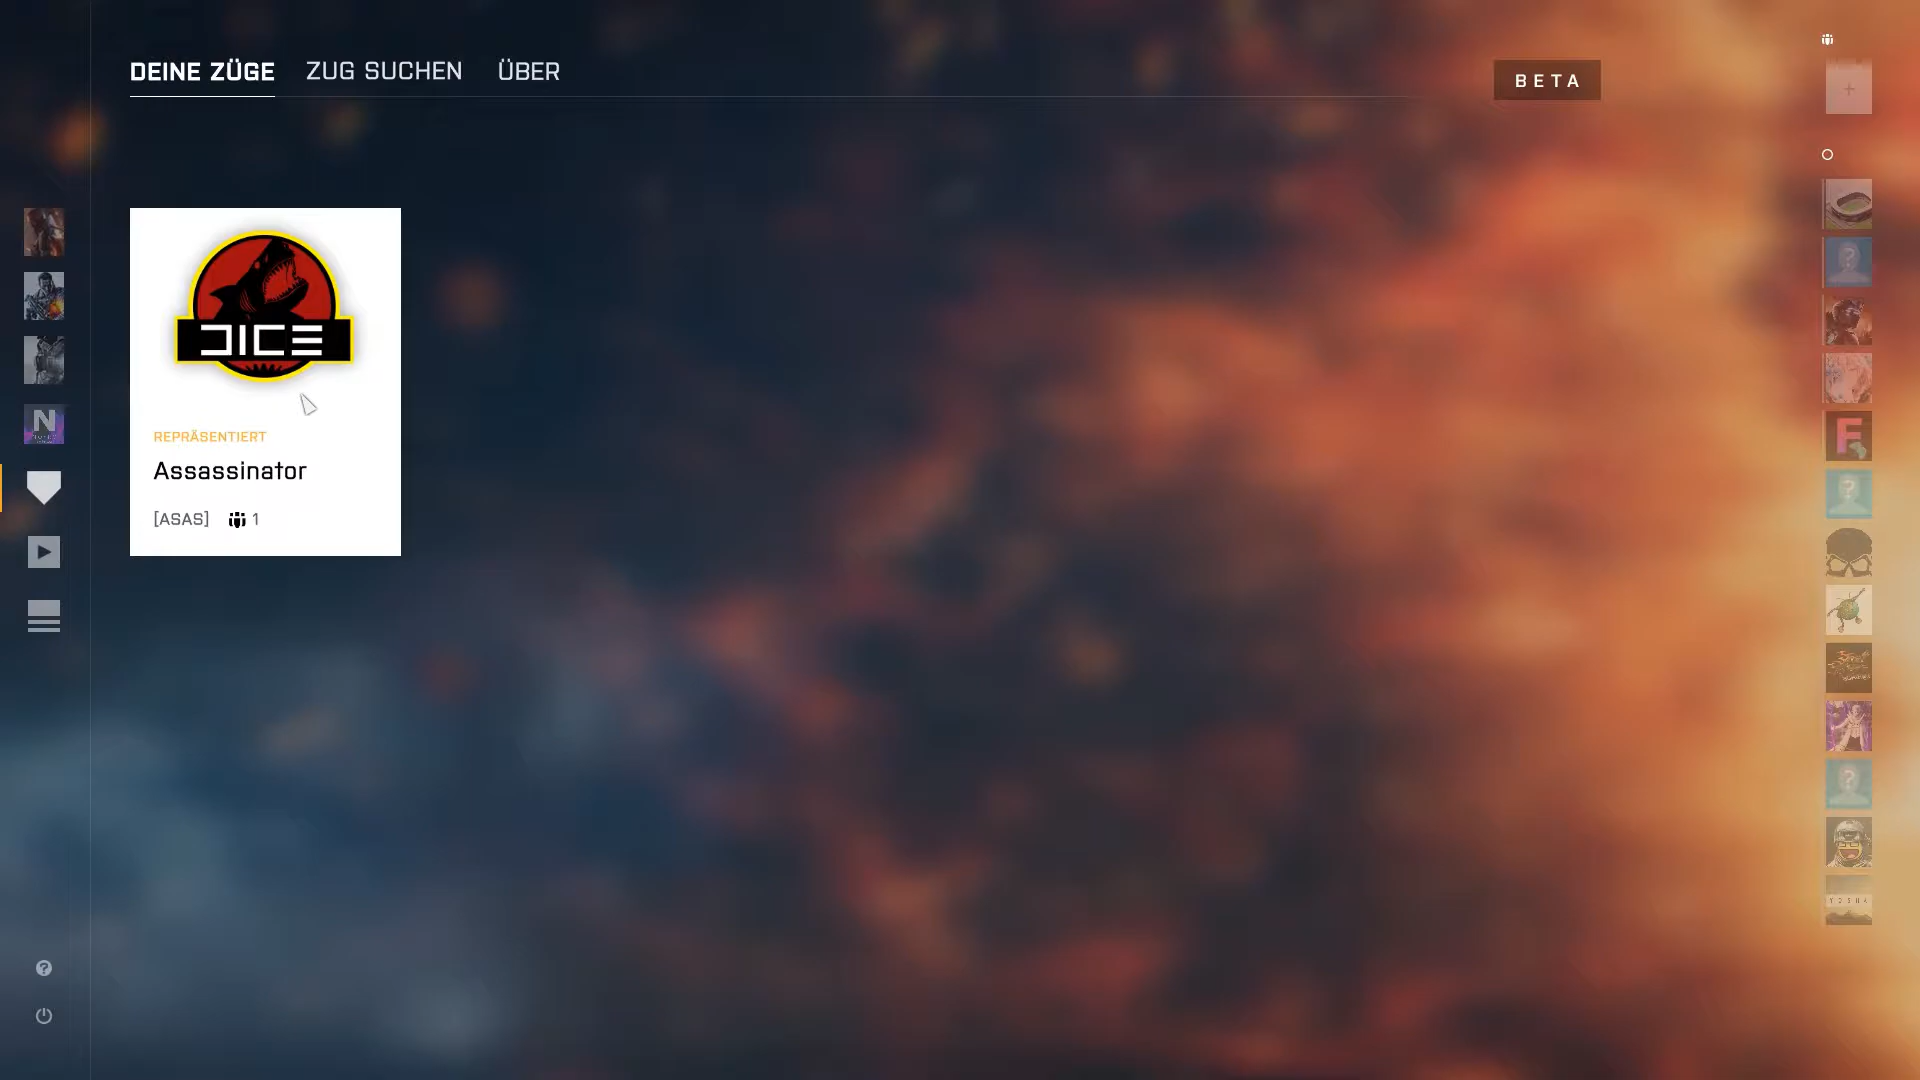 DEINE ZÜGE
ZUG SUCHEN
ÜBER
BETA
DICE
REPRÄSENTIERT
Assassinator
[ASAS] 1
N
F